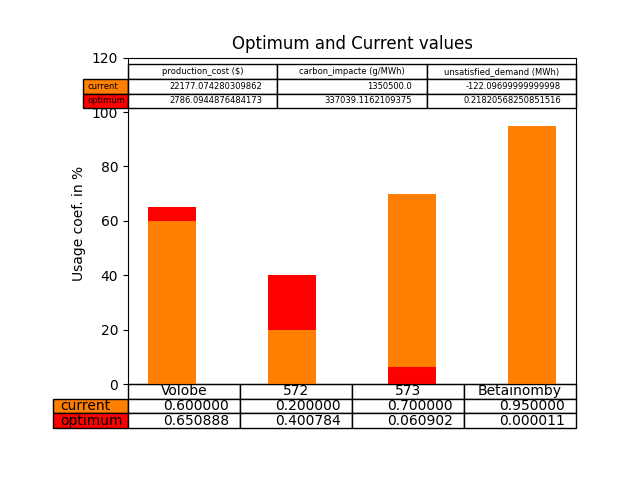 Optimum and Current values
production_cost ($) carbon_impacte (g/MWh) unsatisfied_demand (MWh)
current 22177.074280309862 1350500.0 -122.09699999999998
optimum 2786.0944876484173 337039.1162109375 0.21820568250851516
120
100
80
60
40
20
0
Usage coef. in %
Volobe 572 573 Betainomby
current 0.600000 0.200000 0.700000 0.950000
optimum 0.650888 0.400784 0.060902 0.000011